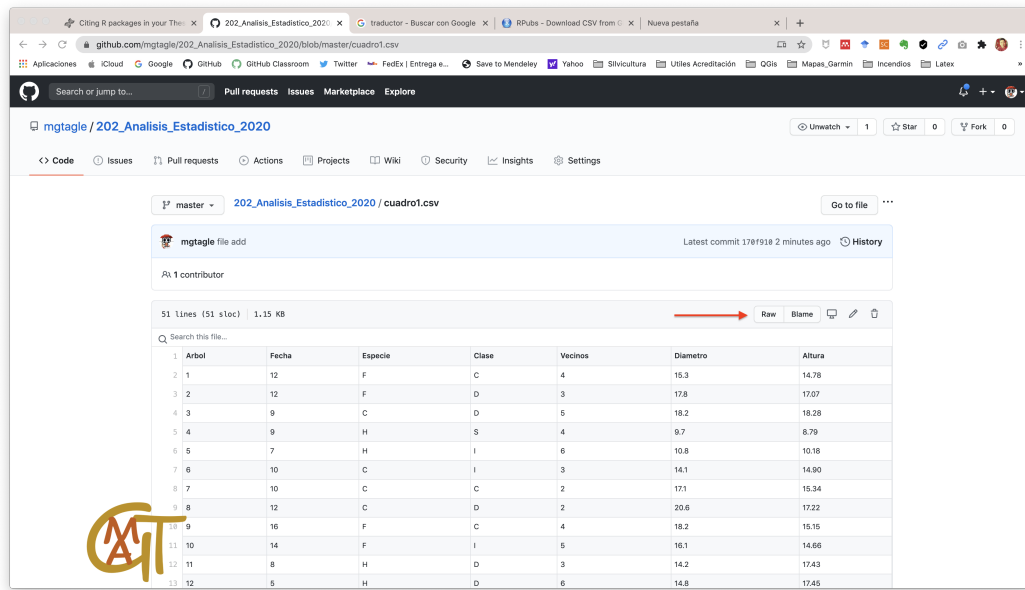 Citing R packages in your Thes
202_Analisis_Estadistico_2020
traductor - Buscar con Google
RPubs - Download CSV from G
Nueva pestaña
github.com/mgtagle/202_Analisis_Estadistico_2020/blob/master/cuadro1.csv
Aplicaciones iCloud Google GitHub GitHub Classroom Twitter FedEx | Entrega e... Save to Mendeley Yahoo Silvicultura Utiles Acreditación QGis Mapas_Garmin Incendios Latex »
Search or jump to... / Pull requests Issues Marketplace Explore
mgtagle / 202_Analisis_Estadistico_2020 Unwatch 1 Star 0 Fork 0
<> Code Issues Pull requests Actions Projects Wiki Security Insights Settings
master 202_Analisis_Estadistico_2020 / cuadro1.csv Go to file ...
mgtagle file add Latest commit 170f910 2 minutes ago History
1 contributor
51 lines (51 sloc) 1.15 KB Raw Blame
Search this file...
1 Arbol Fecha Especie Clase Vecinos Diametro Altura
2 1 12 F C 4 15.3 14.78
3 2 12 F D 3 17.8 17.07
4 3 9 C D 5 18.2 18.28
5 4 9 H S 4 9.7 8.79
6 5 7 H I 6 10.8 10.18
7 6 10 C I 3 14.1 14.90
8 7 10 C C 2 17.1 15.34
9 8 12 C D 2 20.6 17.22
10 9 16 F C 4 18.2 15.15
11 10 14 F I 5 16.1 14.66
12 11 8 H D 3 14.2 17.43
13 12 5 H D 6 14.8 17.45